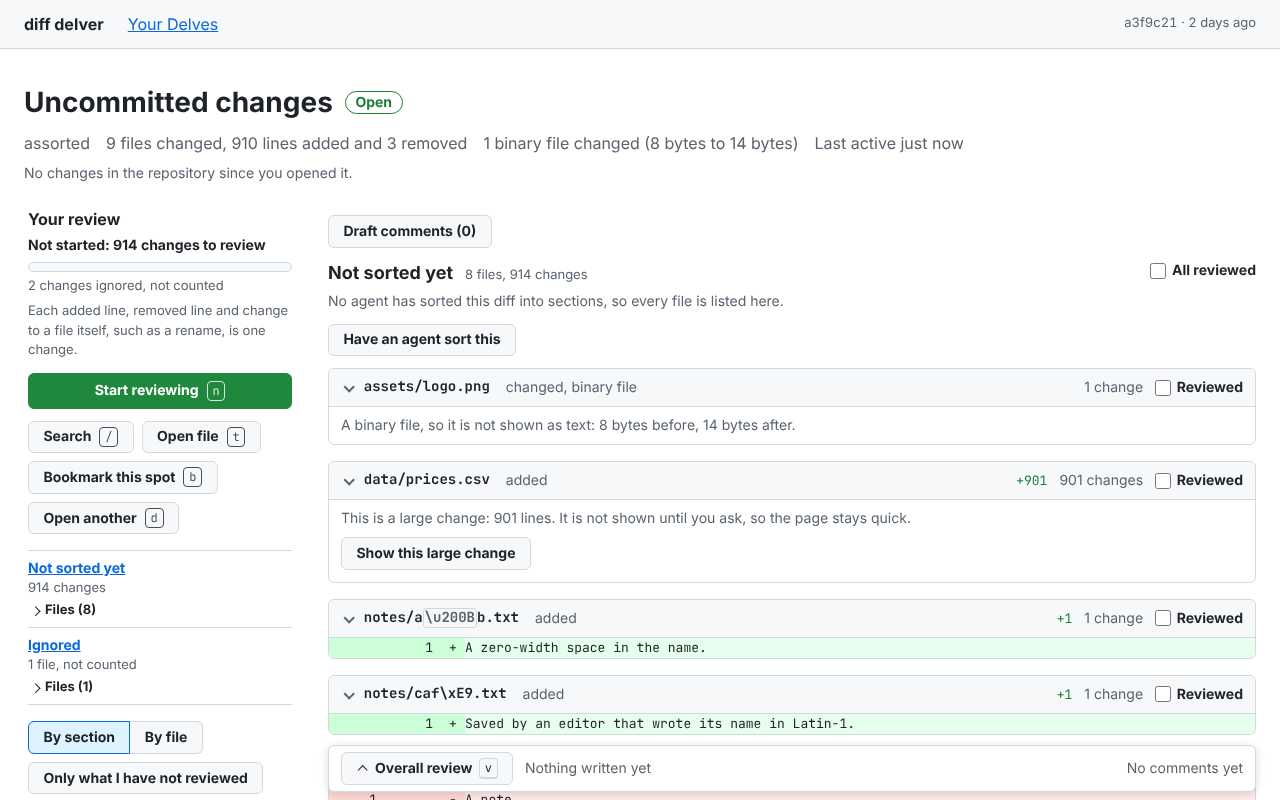 diff delver Your Delves a3f9c21 · 2 days ago
Uncommitted changes Open
assorted 9 files changed, 910 lines added and 3 removed 1 binary file changed (8 bytes to 14 bytes) Last active just now
No changes in the repository since you opened it.
Your review
Not started: 914 changes to review
2 changes ignored, not counted
Each added line, removed line and change
to a file itself, such as a rename, is one
change.
Start reviewing n
Search / Open file t
Bookmark this spot b
Open another d
Not sorted yet
914 changes
Files (8)
Ignored
1 file, not counted
Files (1)
By section By file
Only what I have not reviewed
Draft comments (0)
Not sorted yet 8 files, 914 changes All reviewed
No agent has sorted this diff into sections, so every file is listed here.
Have an agent sort this
assets/logo.png changed, binary file 1 change Reviewed
A binary file, so it is not shown as text: 8 bytes before, 14 bytes after.
data/prices.csv added +901 901 changes Reviewed
This is a large change: 901 lines. It is not shown until you ask, so the page stays quick.
Show this large change
notes/a\u200Bb.txt added +1 1 change Reviewed
1 + A zero-width space in the name.
notes/caf\xE9.txt added +1 1 change Reviewed
1 + Saved by an editor that wrote its name in Latin-1.
Overall review v Nothing written yet No comments yet
1 - A note